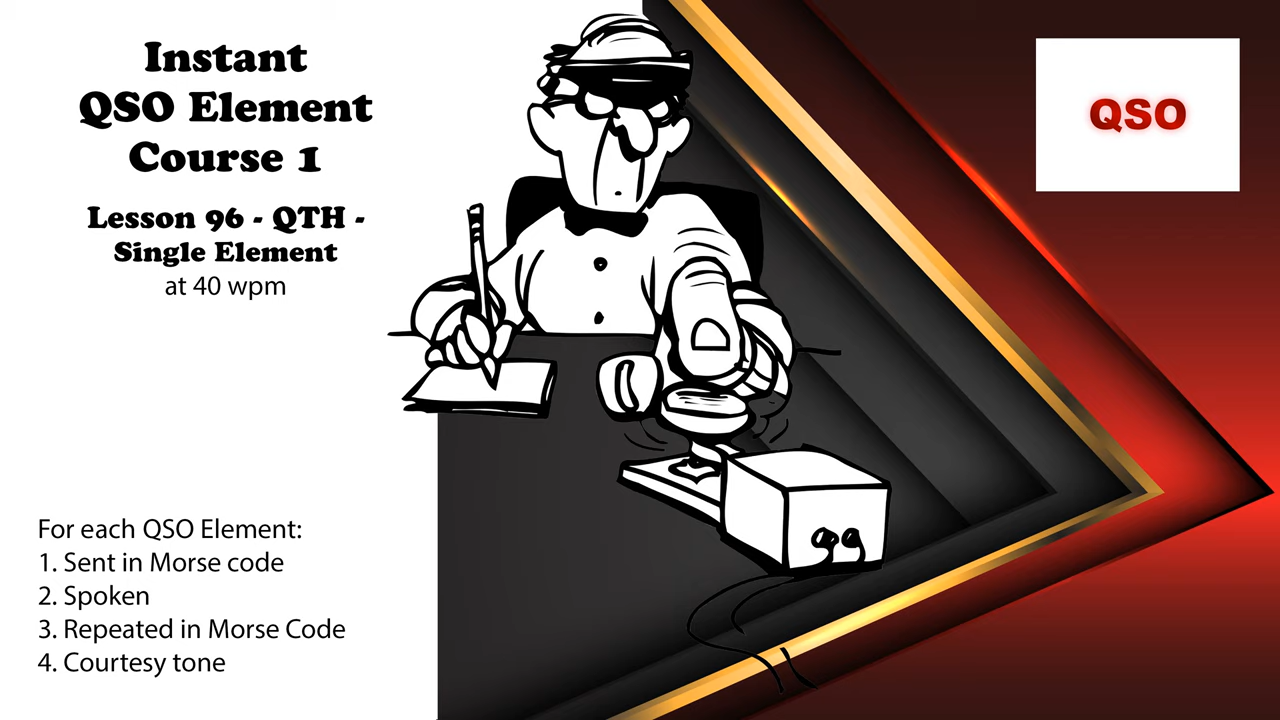 Instant
QSO Element
Course 1
Lesson 96 - QTH -
Single Element
at 40 wpm
QSO
For each QSO Element:
1. Sent in Morse code
2. Spoken
3. Repeated in Morse Code
4. Courtesy tone